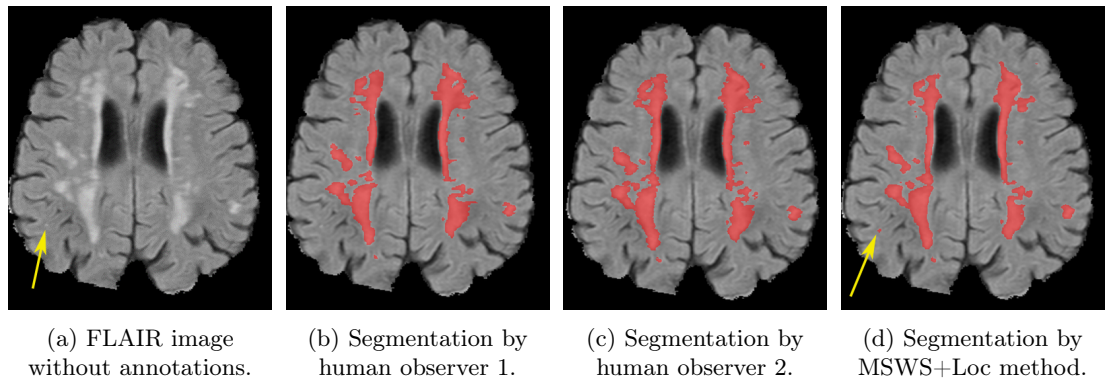 (a) FLAIR image
without annotations.
(b) Segmentation by
human observer 1.
(c) Segmentation by
human observer 2.
(d) Segmentation by
MSWS+Loc method.